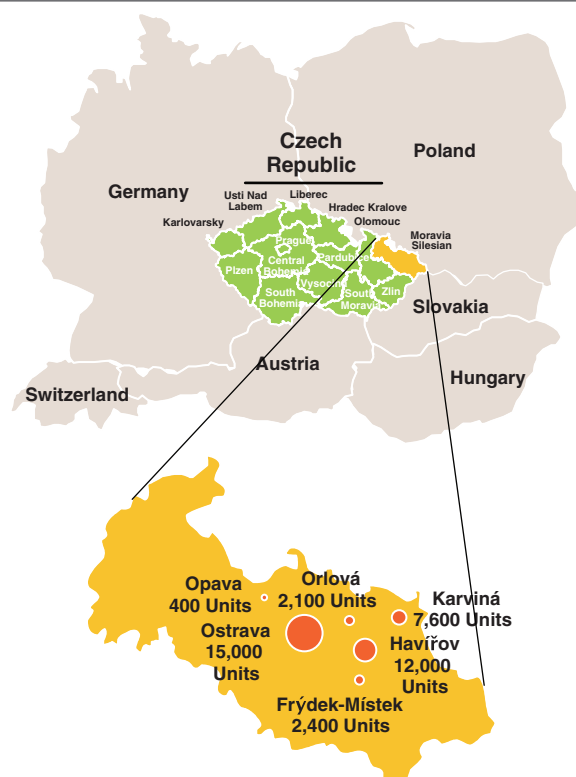 Czech
Republic
Poland
Germany
Usti Nad
Labem
Liberec
Hradec Kralove
Karlovarsky
Olomouc
Moravia
Silesian
Prague
Pardubice
Central
Bohemia
Plzen
Vysocina
South
Bohemia
South
Moravia
Zlin
Slovakia
Austria
Hungary
Switzerland
Opava
400 Units
Orlová
2,100 Units
Karviná
7,600 Units
Ostrava
15,000
Units
Havířov
12,000
Units
Frýdek-Místek
2,400 Units